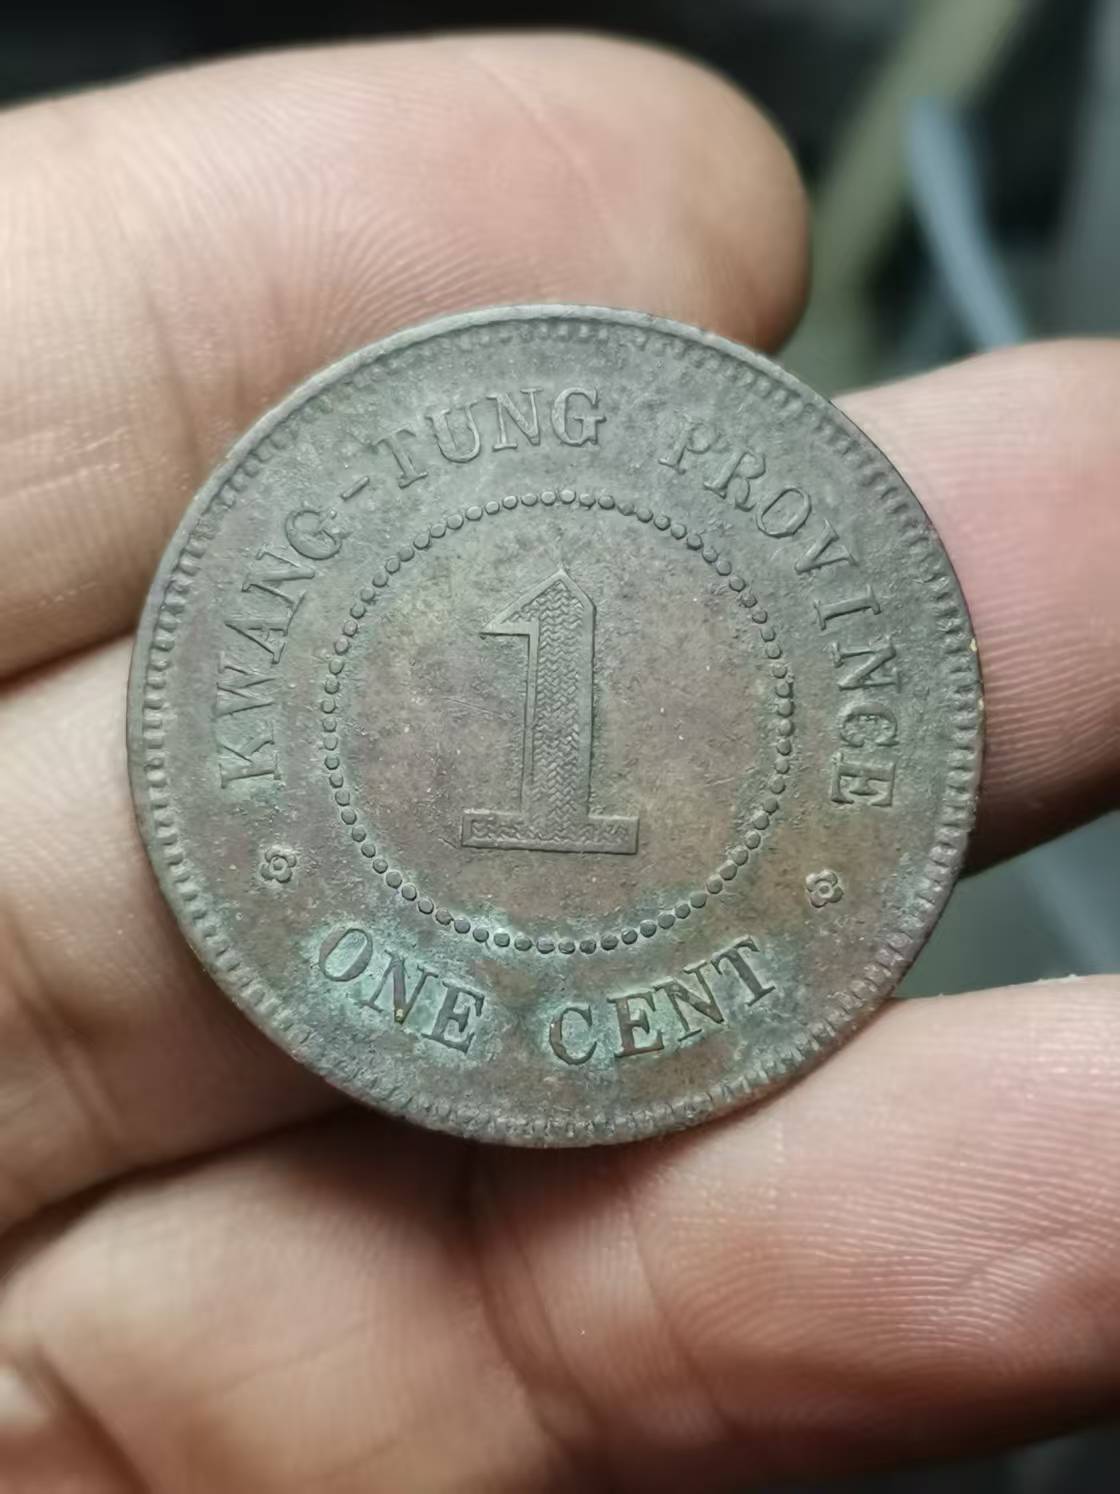 KWANG-TUNG PROVINCE
1
ONE CENT